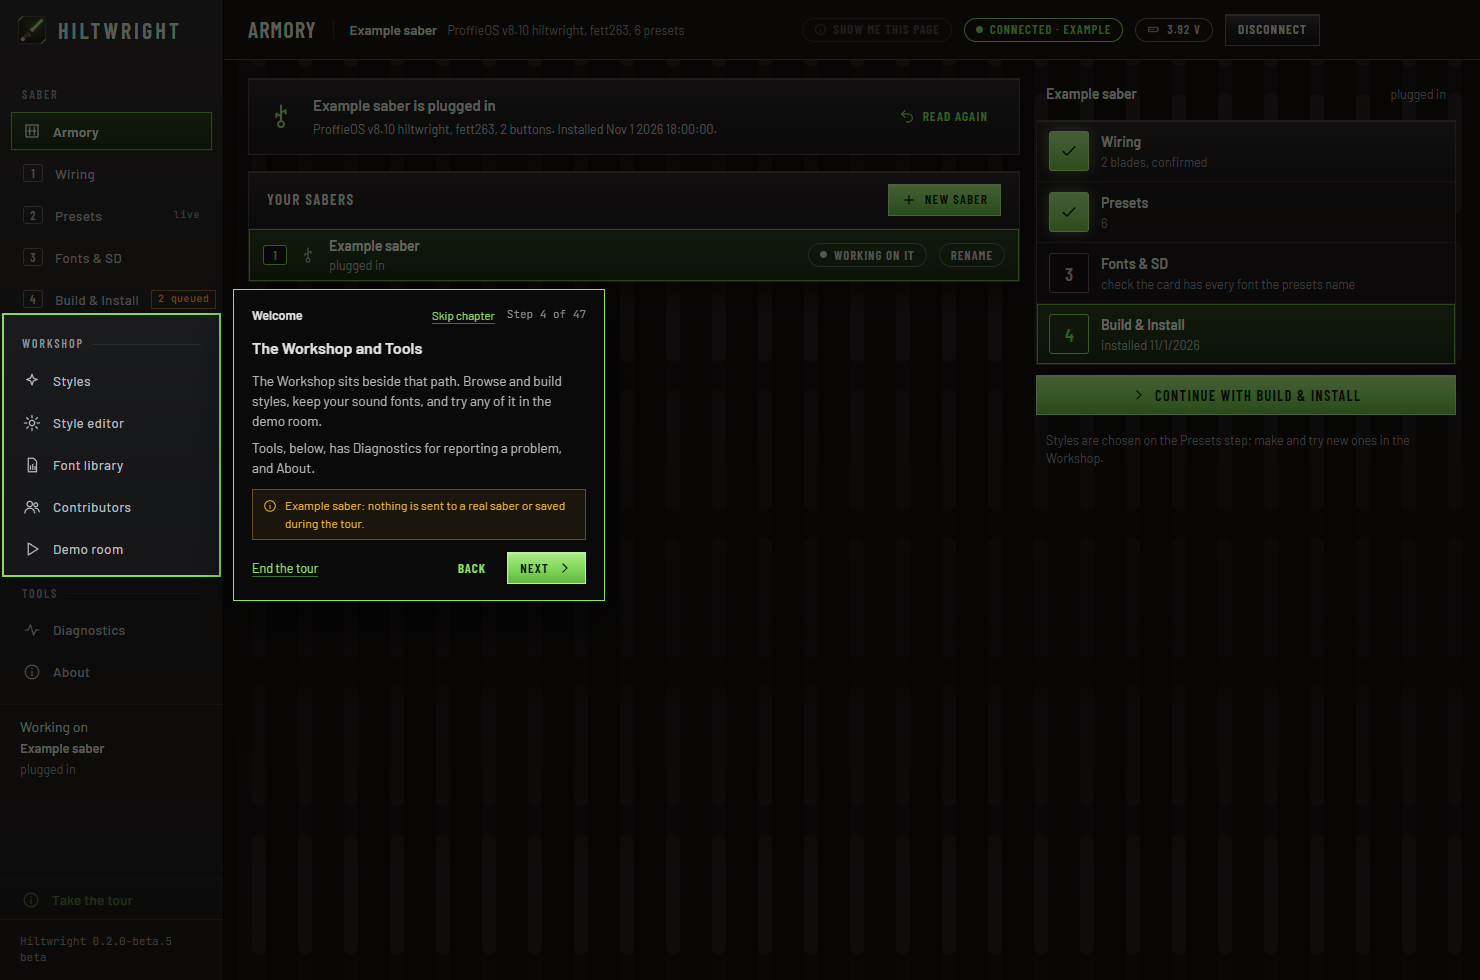 HILTWRIGHT
SABER
Armory
1 Wiring
2 Presets live
3 Fonts & SD
4 Build & Install 2 queued
WORKSHOP
Styles
Style editor
Font library
Contributors
Demo room
TOOLS
Diagnostics
About
Working on
Example saber
plugged in
Take the tour
Hiltwright 0.2.0-beta.5
beta
ARMORY Example saber ProffieOS v8.10 hiltwright, fett263, 6 presets SHOW ME THIS PAGE CONNECTED · EXAMPLE 3.92 V DISCONNECT
Example saber is plugged in
ProffieOS v8.10 hiltwright, fett263, 2 buttons. Installed Nov 1 2026 18:00:00.
READ AGAIN
YOUR SABERS NEW SABER
1 Example saber
plugged in
WORKING ON IT RENAME
Welcome Skip chapter Step 4 of 47
The Workshop and Tools
The Workshop sits beside that path. Browse and build
styles, keep your sound fonts, and try any of it in the
demo room.
Tools, below, has Diagnostics for reporting a problem,
and About.
Example saber: nothing is sent to a real saber or saved
during the tour.
End the tour BACK NEXT
Example saber plugged in
Wiring
2 blades, confirmed
Presets
6
3 Fonts & SD
check the card has every font the presets name
4 Build & Install
installed 11/1/2026
CONTINUE WITH BUILD & INSTALL
Styles are chosen on the Presets step; make and try new ones in the
Workshop.